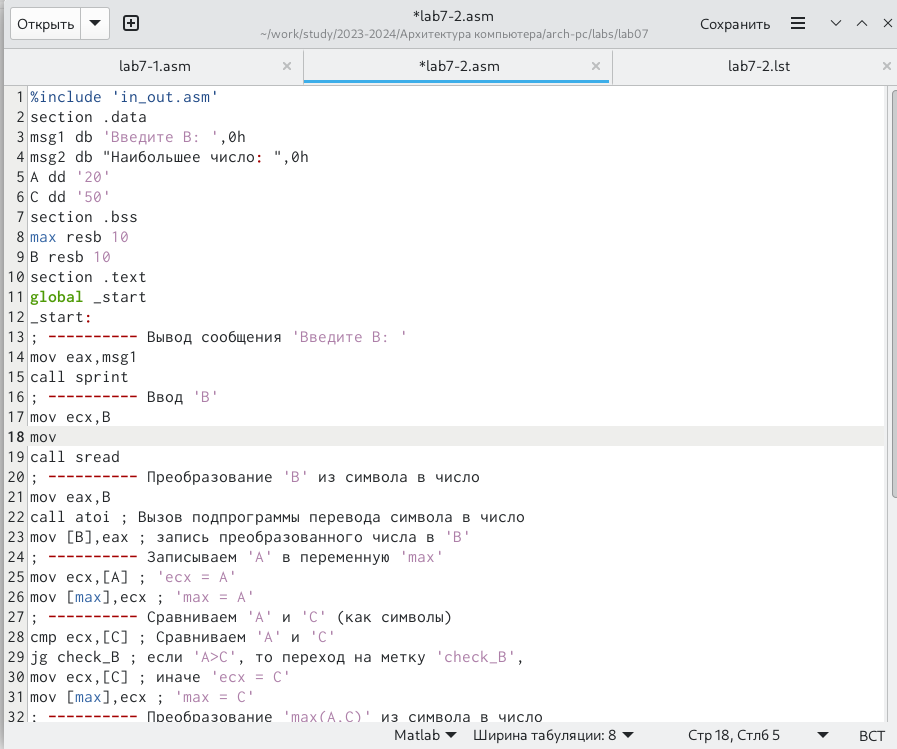 Открыть
*lab7-2.asm
~/work/study/2023-2024/Архитектура компьютера/arch-pc/labs/lab07
Сохранить
lab7-1.asm
*lab7-2.asm
lab7-2.lst
1 %include 'in_out.asm'
2 section .data
3 msg1 db 'Введите B: ',0h
4 msg2 db "Наибольшее число: ",0h
5 A dd '20'
6 C dd '50'
7 section .bss
8 max resb 10
9 B resb 10
10 section .text
11 global _start
12 _start:
13 ; ---------- Вывод сообщения 'Введите B: '
14 mov eax,msg1
15 call sprint
16 ; ---------- Ввод 'B'
17 mov ecx,B
18 mov
19 call sread
20 ; ---------- Преобразование 'B' из символа в число
21 mov eax,B
22 call atoi ; Вызов подпрограммы перевода символа в число
23 mov [B],eax ; запись преобразованного числа в 'B'
24 ; ---------- Записываем 'A' в переменную 'max'
25 mov ecx,[A] ; 'ecx = A'
26 mov [max],ecx ; 'max = A'
27 ; ---------- Сравниваем 'A' и 'C' (как символы)
28 cmp ecx,[C] ; Сравниваем 'A' и 'C'
29 jg check_B ; если 'A>C', то переход на метку 'check_B',
30 mov ecx,[C] ; иначе 'ecx = C'
31 mov [max],ecx ; 'max = C'
32 ; ---------- Преобразование 'max(A,C)' из символа в число
Matlab
Ширина табуляции: 8
Стр 18, Стлб 5
ВСТ